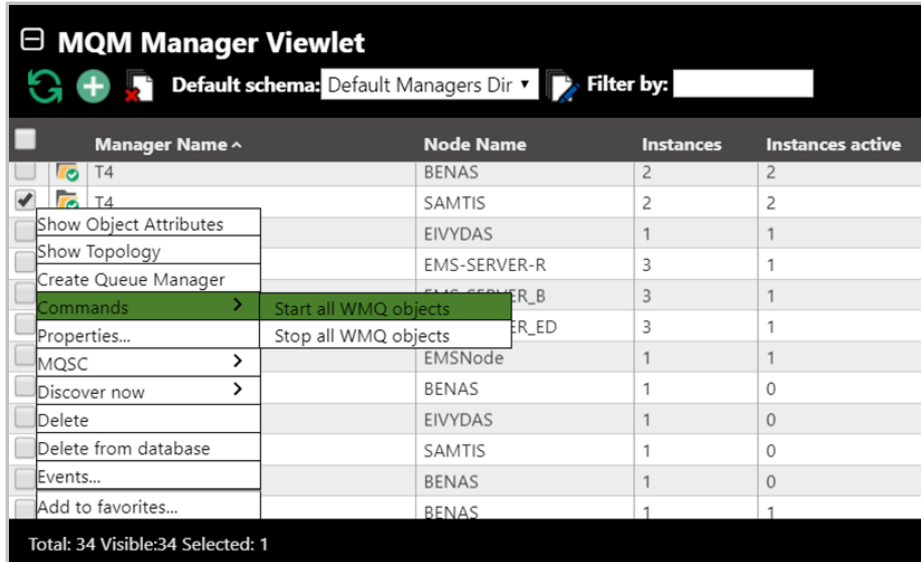 MQM Manager Viewlet
Default schema: Default Managers Dir Filter by:
Manager Name Node Name Instances Instances active
T4 BENAS 2 2
T4 SAMTIS 2 2
Show Object Attributes
EIVYDAS 1 1
Show Topology
EMS-SERVER-R 3 1
Create Queue Manager
Commands Start all WMQ objects
3 1
Properties... Stop all WMQ objects
ER_ED 3 1
MQSC
EMSNode 1 1
Discover now
BENAS 1 0
Delete
EIVYDAS 1 0
Delete from database
SAMTIS 1 0
Events...
BENAS 1 0
Add to favorites...
BENAS 1 1
Total: 34 Visible:34 Selected: 1